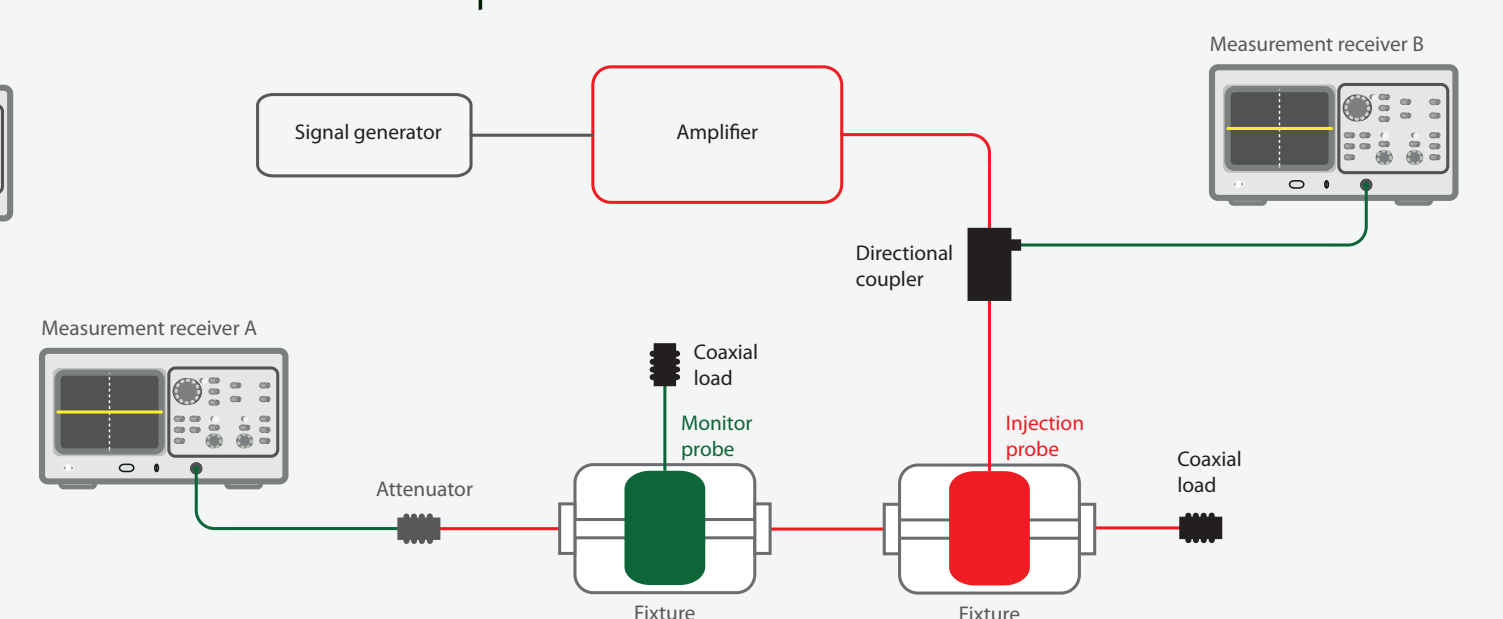 Measurement receiver B
Signal generator
Amplifier
Directional
coupler
Measurement receiver A
Coaxial
load
Monitor
probe
Injection
probe
Coaxial
load
Attenuator
Fixture
Fixture